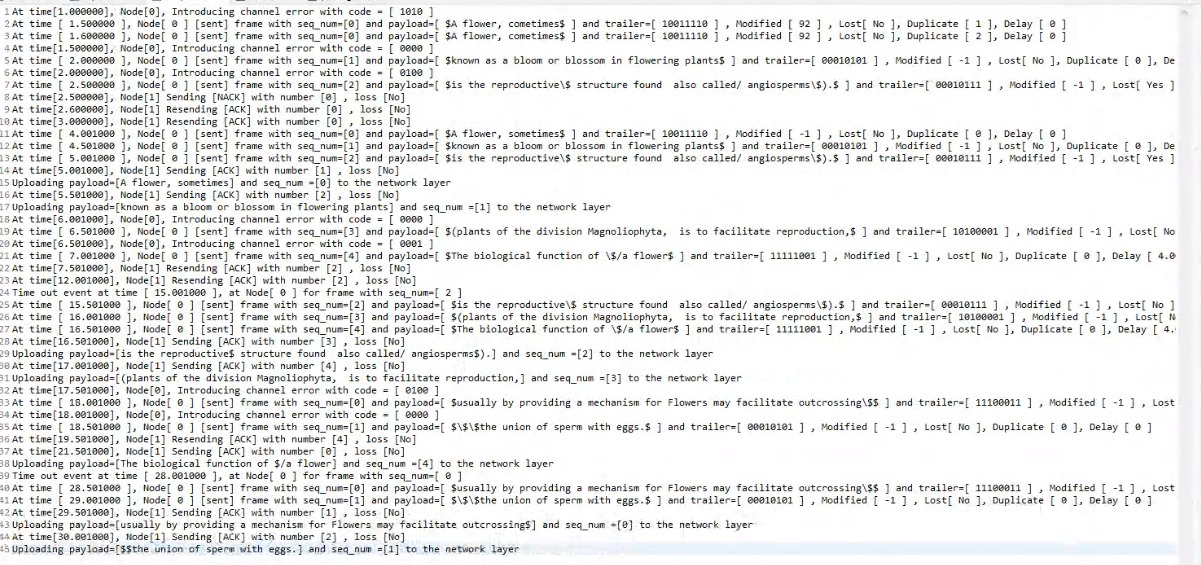 1 At time[1.000000], Node[0], Introducing channel error with code = [ 1010 ]
2 At time [ 1.500000 ], Node[ 0 ] [sent] frame with seq_num=[0] and payload=[ $A flower, sometimes$ ] and trailer=[ 10011110 ] , Modified [ 92 ] , Lost[ No ], Duplicate [ 1 ], Delay [ 0 ]
3 At time [ 1.600000 ], Node[ 0 ] [sent] frame with seq_num=[0] and payload=[ $A flower, sometimes$ ] and trailer=[ 10011110 ] , Modified [ 92 ] , Lost[ No ], Duplicate [ 2 ], Delay [ 0 ]
4 At time[1.500000], Node[0], Introducing channel error with code = [ 0000 ]
5 At time [ 2.000000 ], Node[ 0 ] [sent] frame with seq_num=[1] and payload=[ $known as a bloom or blossom in flowering plants$ ] and trailer=[ 00010101 ] , Modified [ -1 ] , Lost[ No ], Duplicate [ 0 ], De
6 At time[2.000000], Node[0], Introducing channel error with code = [ 0100 ]
7 At time [ 2.500000 ], Node[ 0 ] [sent] frame with seq_num=[2] and payload=[ $is the reproductive\$ structure found  also called/ angiosperms\$).$ ] and trailer=[ 00010111 ] , Modified [ -1 ] , Lost[ Yes ]
8 At time[2.500000], Node[1] Sending [NACK] with number [0] , loss [No]
9 At time[2.600000], Node[1] Resending [ACK] with number [0] , loss [No]
10 At time[3.000000], Node[1] Resending [ACK] with number [0] , loss [No]
11 At time [ 4.001000 ], Node[ 0 ] [sent] frame with seq_num=[0] and payload=[ $A flower, sometimes$ ] and trailer=[ 10011110 ] , Modified [ -1 ] , Lost[ No ], Duplicate [ 0 ], Delay [ 0 ]
12 At time [ 4.501000 ], Node[ 0 ] [sent] frame with seq_num=[1] and payload=[ $known as a bloom or blossom in flowering plants$ ] and trailer=[ 00010101 ] , Modified [ -1 ] , Lost[ No ], Duplicate [ 0 ], De
13 At time [ 5.001000 ], Node[ 0 ] [sent] frame with seq_num=[2] and payload=[ $is the reproductive\$ structure found  also called/ angiosperms\$).$ ] and trailer=[ 00010111 ] , Modified [ -1 ] , Lost[ Yes ]
14 At time[5.001000], Node[1] Sending [ACK] with number [1] , loss [No]
15 Uploading payload=[A flower, sometimes] and seq_num =[0] to the network layer
16 At time[5.501000], Node[1] Sending [ACK] with number [2] , loss [No]
17 Uploading payload=[known as a bloom or blossom in flowering plants] and seq_num =[1] to the network layer
18 At time[6.001000], Node[0], Introducing channel error with code = [ 0000 ]
19 At time [ 6.501000 ], Node[ 0 ] [sent] frame with seq_num=[3] and payload=[ $(plants of the division Magnoliophyta,  is to facilitate reproduction,$ ] and trailer=[ 10100001 ] , Modified [ -1 ] , Lost[ No
20 At time[6.501000], Node[0], Introducing channel error with code = [ 0001 ]
21 At time [ 7.001000 ], Node[ 0 ] [sent] frame with seq_num=[4] and payload=[ $The biological function of \$/a flower$ ] and trailer=[ 11111001 ] , Modified [ -1 ] , Lost[ No ], Duplicate [ 0 ], Delay [ 4.0
22 At time[7.501000], Node[1] Resending [ACK] with number [2] , loss [No]
23 At time[12.001000], Node[1] Resending [ACK] with number [2] , loss [No]
24 Time out event at time [ 15.001000 ], at Node[ 0 ] for frame with seq_num=[ 2 ]
25 At time [ 15.501000 ], Node[ 0 ] [sent] frame with seq_num=[2] and payload=[ $is the reproductive\$ structure found  also called/ angiosperms\$).$ ] and trailer=[ 00010111 ] , Modified [ -1 ] , Lost[ No ]
26 At time [ 16.001000 ], Node[ 0 ] [sent] frame with seq_num=[3] and payload=[ $(plants of the division Magnoliophyta,  is to facilitate reproduction,$ ] and trailer=[ 10100001 ] , Modified [ -1 ] , Lost[ N
27 At time [ 16.501000 ], Node[ 0 ] [sent] frame with seq_num=[4] and payload=[ $The biological function of \$/a flower$ ] and trailer=[ 11111001 ] , Modified [ -1 ] , Lost[ No ], Duplicate [ 0 ], Delay [ 4.
28 At time[16.501000], Node[1] Sending [ACK] with number [3] , loss [No]
29 Uploading payload=[is the reproductive$ structure found  also called/ angiosperms$).] and seq_num =[2] to the network layer
30 At time[17.001000], Node[1] Sending [ACK] with number [4] , loss [No]
31 Uploading payload=[(plants of the division Magnoliophyta,  is to facilitate reproduction,] and seq_num =[3] to the network layer
32 At time[17.501000], Node[0], Introducing channel error with code = [ 0100 ]
33 At time [ 18.001000 ], Node[ 0 ] [sent] frame with seq_num=[0] and payload=[ $usually by providing a mechanism for Flowers may facilitate outcrossing\$$ ] and trailer=[ 11100011 ] , Modified [ -1 ] , Lost
34 At time[18.001000], Node[0], Introducing channel error with code = [ 0000 ]
35 At time [ 18.501000 ], Node[ 0 ] [sent] frame with seq_num=[1] and payload=[ $\$\$the union of sperm with eggs.$ ] and trailer=[ 00010101 ] , Modified [ -1 ] , Lost[ No ], Duplicate [ 0 ], Delay [ 0 ]
36 At time[19.501000], Node[1] Resending [ACK] with number [4] , loss [No]
37 At time[21.501000], Node[1] Sending [ACK] with number [0] , loss [No]
38 Uploading payload=[The biological function of $/a flower] and seq_num =[4] to the network layer
39 Time out event at time [ 28.001000 ], at Node[ 0 ] for frame with seq_num=[ 0 ]
40 At time [ 28.501000 ], Node[ 0 ] [sent] frame with seq_num=[0] and payload=[ $usually by providing a mechanism for Flowers may facilitate outcrossing\$$ ] and trailer=[ 11100011 ] , Modified [ -1 ] , Lost
41 At time [ 29.001000 ], Node[ 0 ] [sent] frame with seq_num=[1] and payload=[ $\$\$the union of sperm with eggs.$ ] and trailer=[ 00010101 ] , Modified [ -1 ] , Lost[ No ], Duplicate [ 0 ], Delay [ 0 ]
42 At time[29.501000], Node[1] Sending [ACK] with number [1] , loss [No]
43 Uploading payload=[usually by providing a mechanism for Flowers may facilitate outcrossing$] and seq_num =[0] to the network layer
44 At time[30.001000], Node[1] Sending [ACK] with number [2] , loss [No]
45 Uploading payload=[$$the union of sperm with eggs.] and seq_num =[1] to the network layer